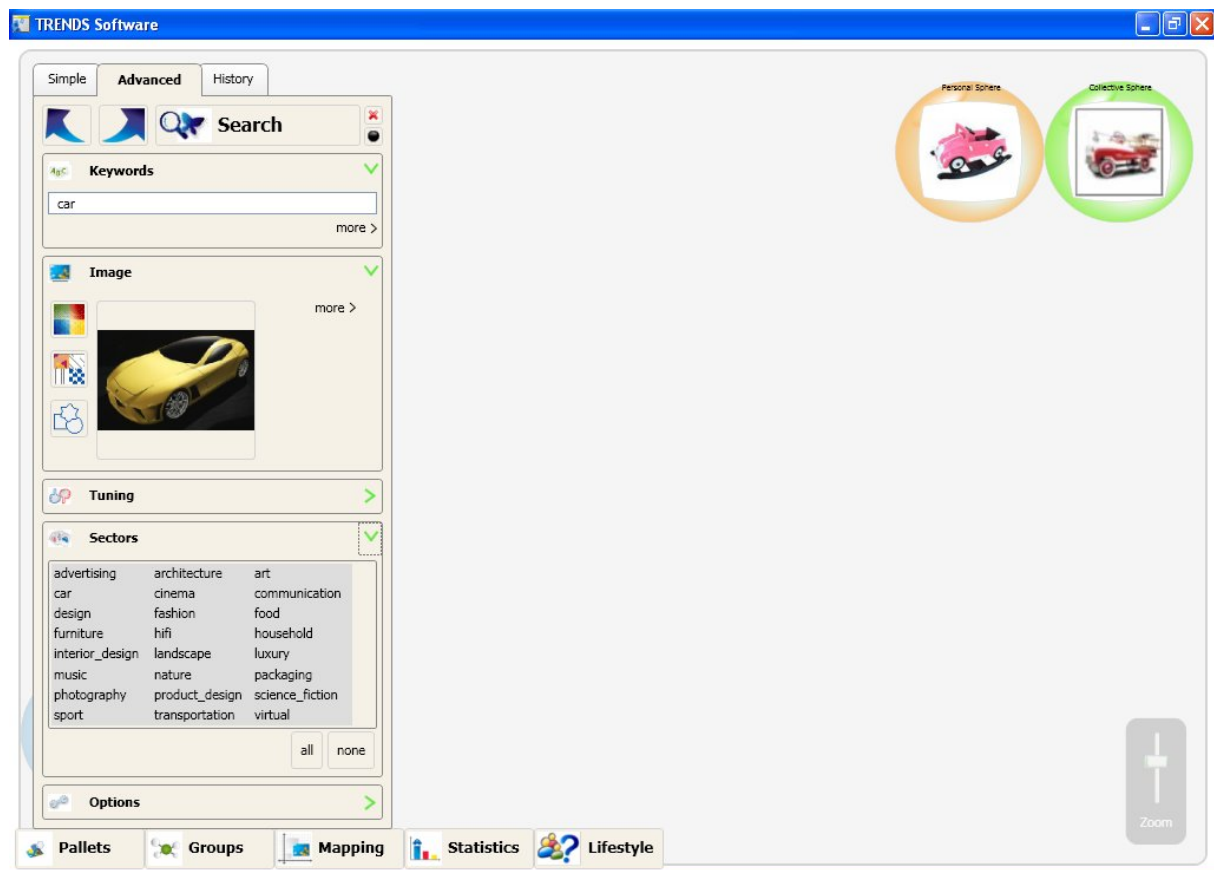 TRENDS Software
Simple Advanced History
Personal Sphere Collective Sphere
Search
ABC Keywords
car
more >
Image
more >
Tuning
Sectors
advertising architecture art
car cinema communication
design fashion food
furniture hifi household
interior_design landscape luxury
music nature packaging
photography product_design science_fiction
sport transportation virtual
all none
Options
Zoom
Pallets Groups Mapping Statistics Lifestyle